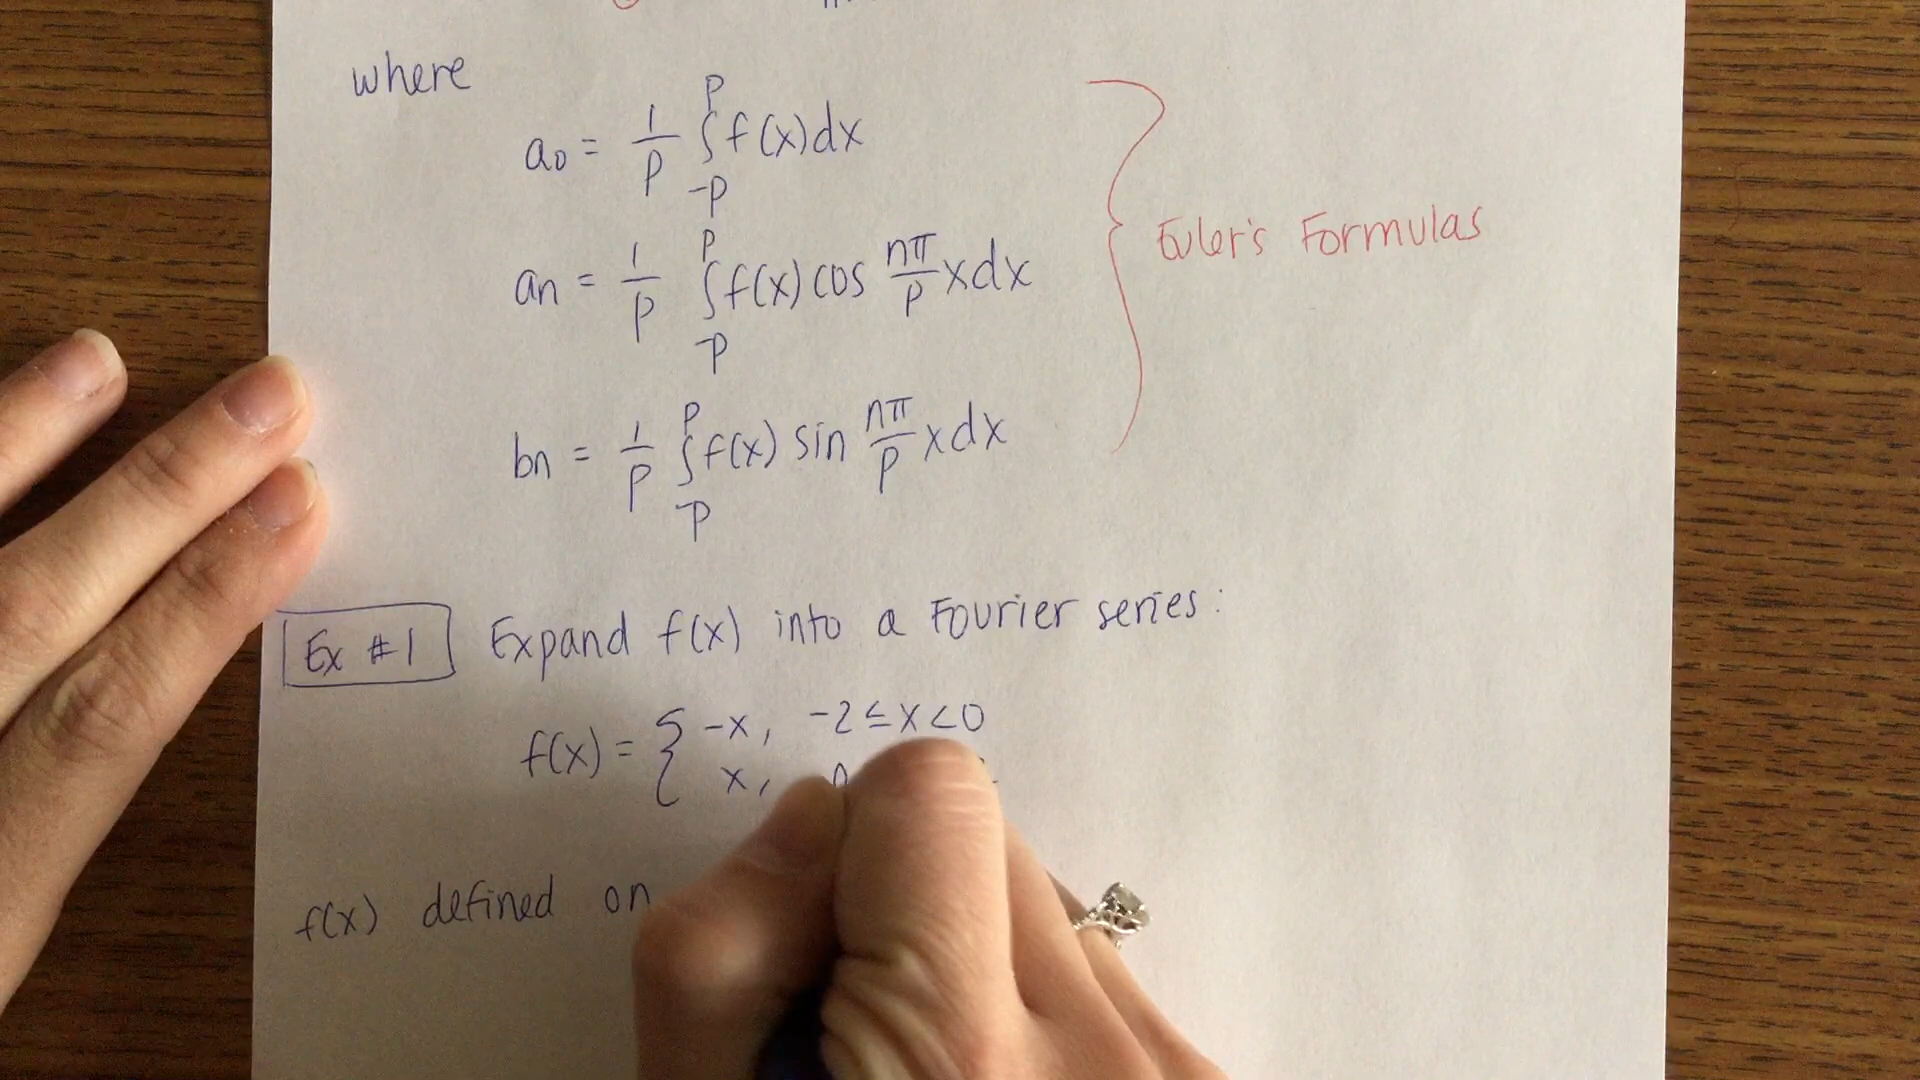 where
a0 = 1/P ∫_{-P}^{P} f(x)dx
an = 1/P ∫_{-P}^{P} f(x) cos nπ/P x dx
Euler's Formulas
bn = 1/P ∫_{-P}^{P} f(x) sin nπ/P x dx
Ex #1 Expand f(x) into a Fourier series:
f(x) = { -x, -2 ≤ x < 0
x, 0
f(x) defined on